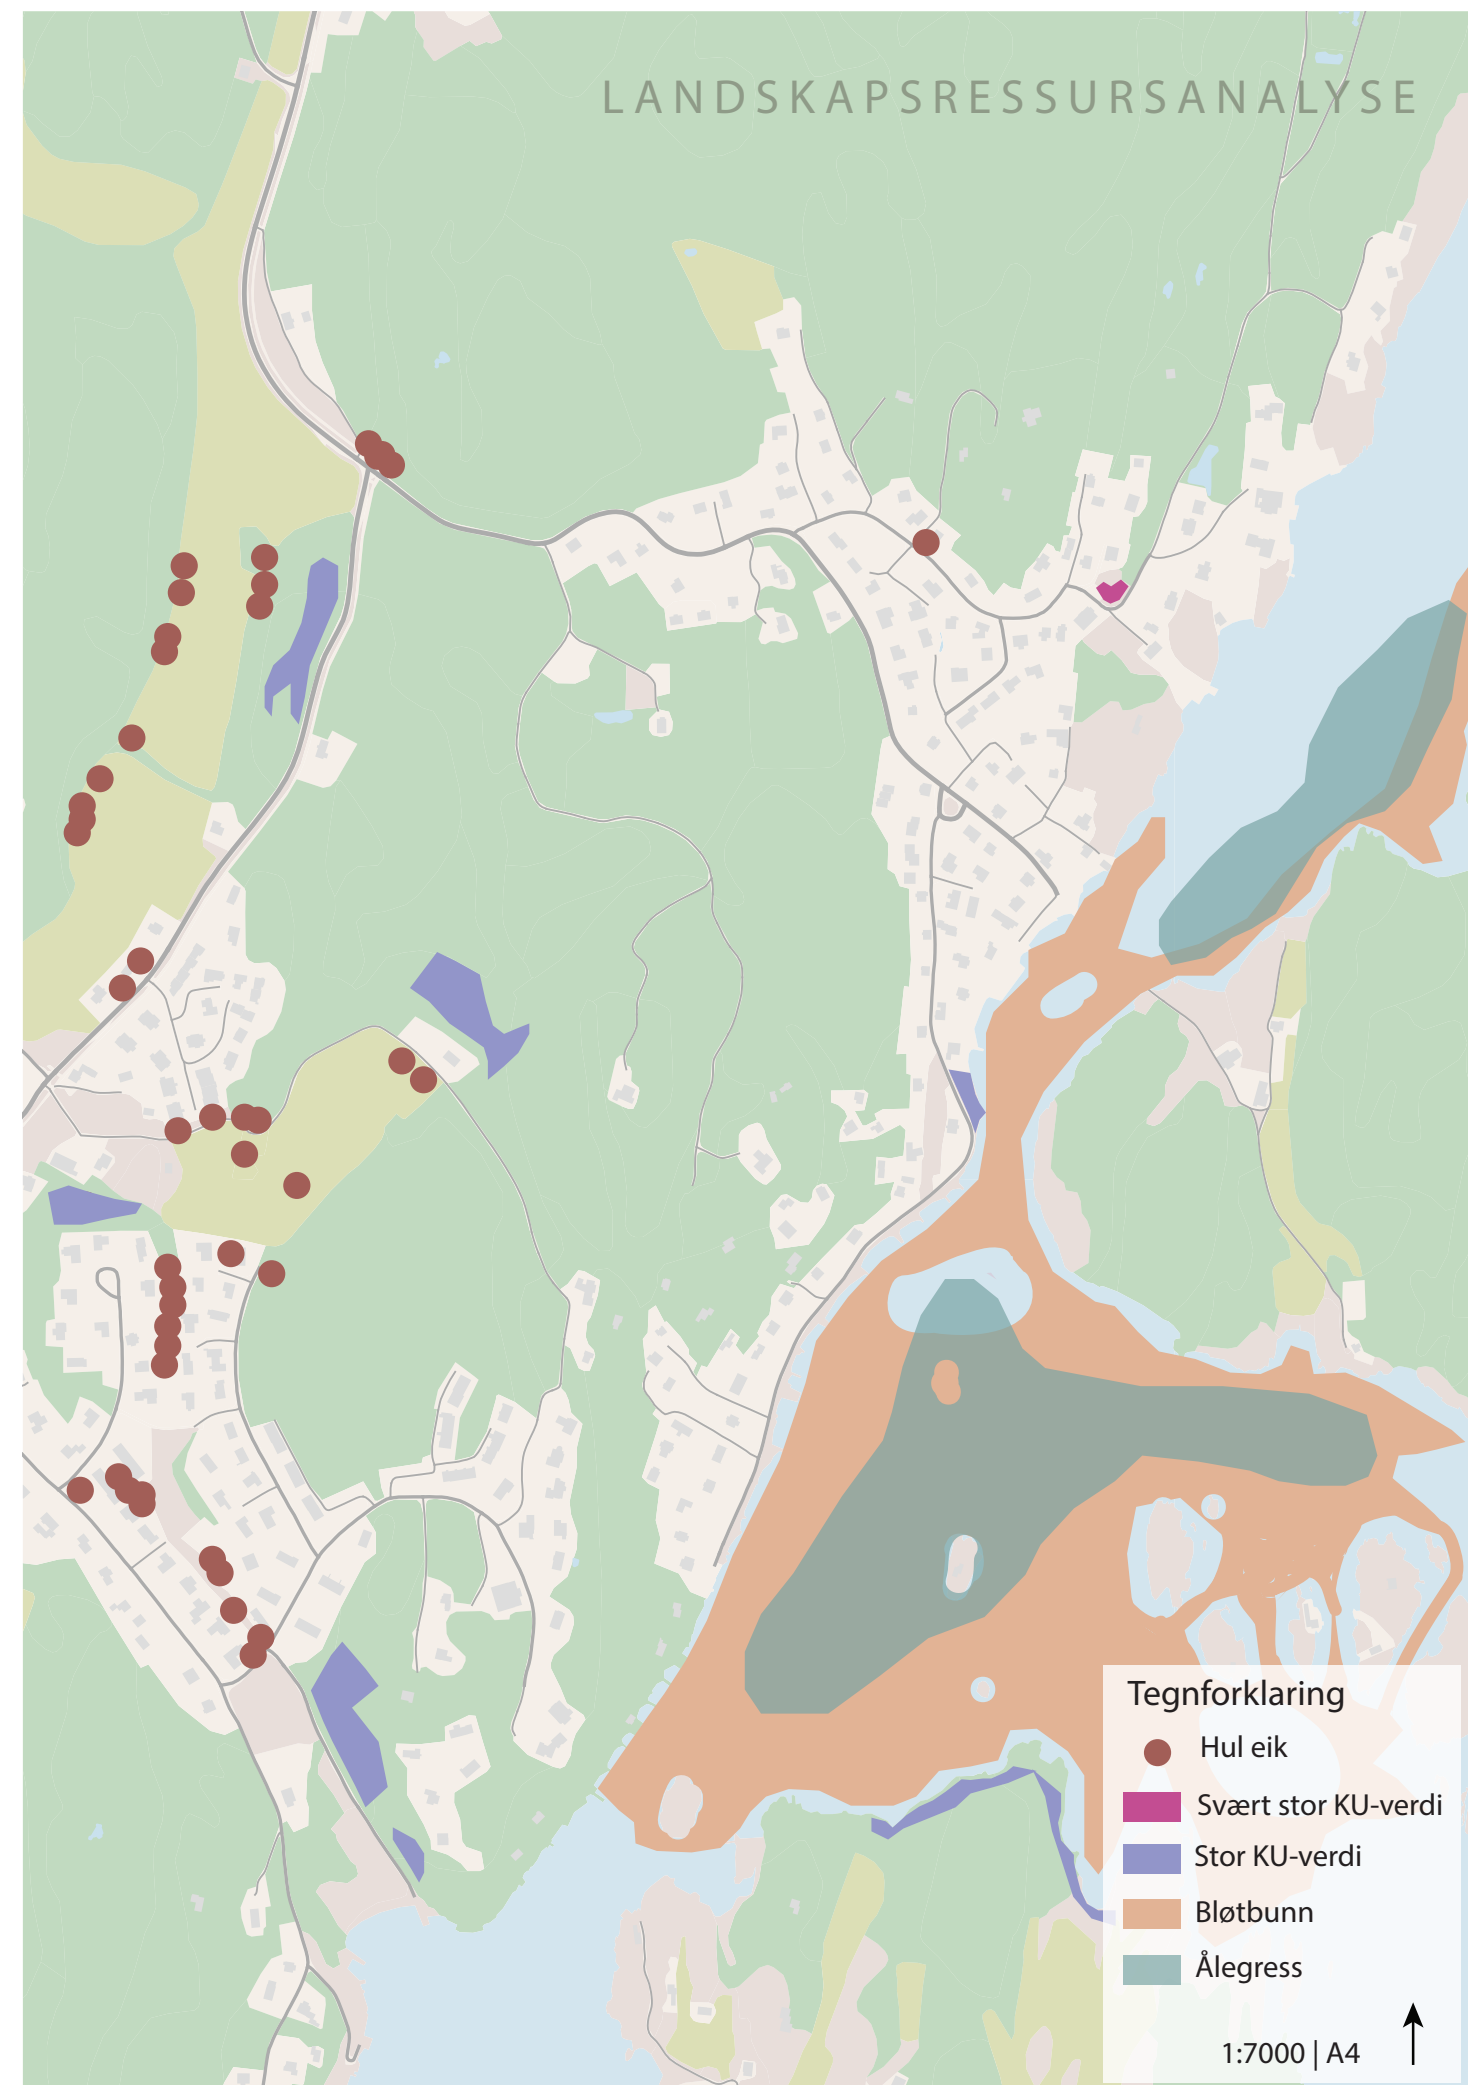 LANDSKAPSRESSURSANALYSE
Tegnforklaring
Hul eik
Svært stor KU-verdi
Stor KU-verdi
Bløtbunn
Ålegress
1:7000 | A4